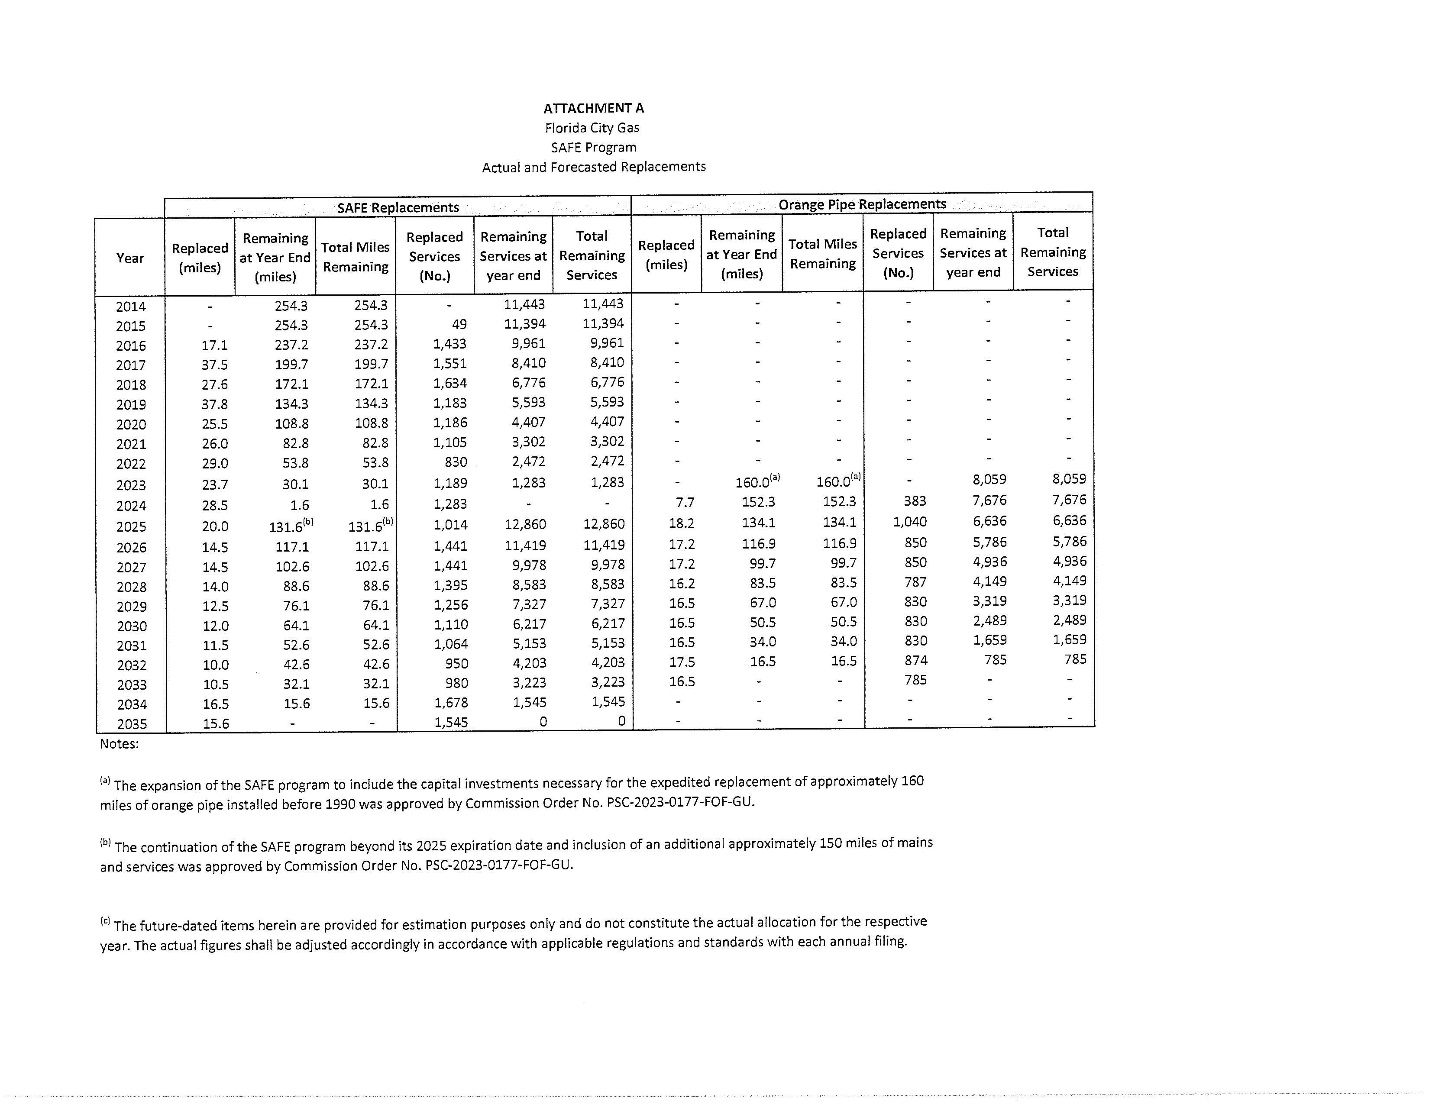 ATTACHMENT A
Florida City Gas
SAFE Program
Actual and Forecasted Replacements
SAFE Replacements Orange Pipe Replacements
Year Replaced (miles) Remaining at Year End (miles) Total Miles Remaining Replaced Services (No.) Remaining Services at year end Total Remaining Services Replaced (miles) Remaining at Year End (miles) Total Miles Remaining Replaced Services (No.) Remaining Services at year end Total Remaining Services
2014 - 254.3 254.3 - 11,443 11,443 - - - - - -
2015 - 254.3 254.3 49 11,394 11,394 - - - - - -
2016 17.1 237.2 237.2 1,433 9,961 9,961 - - - - - -
2017 37.5 199.7 199.7 1,551 8,410 8,410 - - - - - -
2018 27.6 172.1 172.1 1,634 6,776 6,776 - - - - - -
2019 37.8 134.3 134.3 1,183 5,593 5,593 - - - - - -
2020 25.5 108.8 108.8 1,186 4,407 4,407 - - - - - -
2021 26.0 82.8 82.8 1,105 3,302 3,302 - - - - - -
2022 29.0 53.8 53.8 830 2,472 2,472 - - - - - -
2023 23.7 30.1 30.1 1,189 1,283 1,283 - 160.0(a) 160.0(a) - 8,059 8,059
2024 28.5 1.6 1.6 1,283 - - 7.7 152.3 152.3 383 7,676 7,676
2025 20.0 131.6(b) 131.6(b) 1,014 12,860 12,860 18.2 134.1 134.1 1,040 6,636 6,636
2026 14.5 117.1 117.1 1,441 11,419 11,419 17.2 116.9 116.9 850 5,786 5,786
2027 14.5 102.6 102.6 1,441 9,978 9,978 17.2 99.7 99.7 850 4,936 4,936
2028 14.0 88.6 88.6 1,395 8,583 8,583 16.2 83.5 83.5 787 4,149 4,149
2029 12.5 76.1 76.1 1,256 7,327 7,327 16.5 67.0 67.0 830 3,319 3,319
2030 12.0 64.1 64.1 1,110 6,217 6,217 16.5 50.5 50.5 830 2,489 2,489
2031 11.5 52.6 52.6 1,064 5,153 5,153 16.5 34.0 34.0 830 1,659 1,659
2032 10.0 42.6 42.6 950 4,203 4,203 17.5 16.5 16.5 874 785 785
2033 10.5 32.1 32.1 980 3,223 3,223 16.5 - - 785 - -
2034 16.5 15.6 15.6 1,678 1,545 1,545 - - - - - -
2035 15.6 - - 1,545 0 0 - - - - - -
Notes:
(a) The expansion of the SAFE program to include the capital investments necessary for the expedited replacement of approximately 160
miles of orange pipe installed before 1990 was approved by Commission Order No. PSC-2023-0177-FOF-GU.
(b) The continuation of the SAFE program beyond its 2025 expiration date and inclusion of an additional approximately 150 miles of mains
and services was approved by Commission Order No. PSC-2023-0177-FOF-GU.
(c) The future-dated items herein are provided for estimation purposes only and do not constitute the actual allocation for the respective
year. The actual figures shall be adjusted accordingly in accordance with applicable regulations and standards with each annual filing.